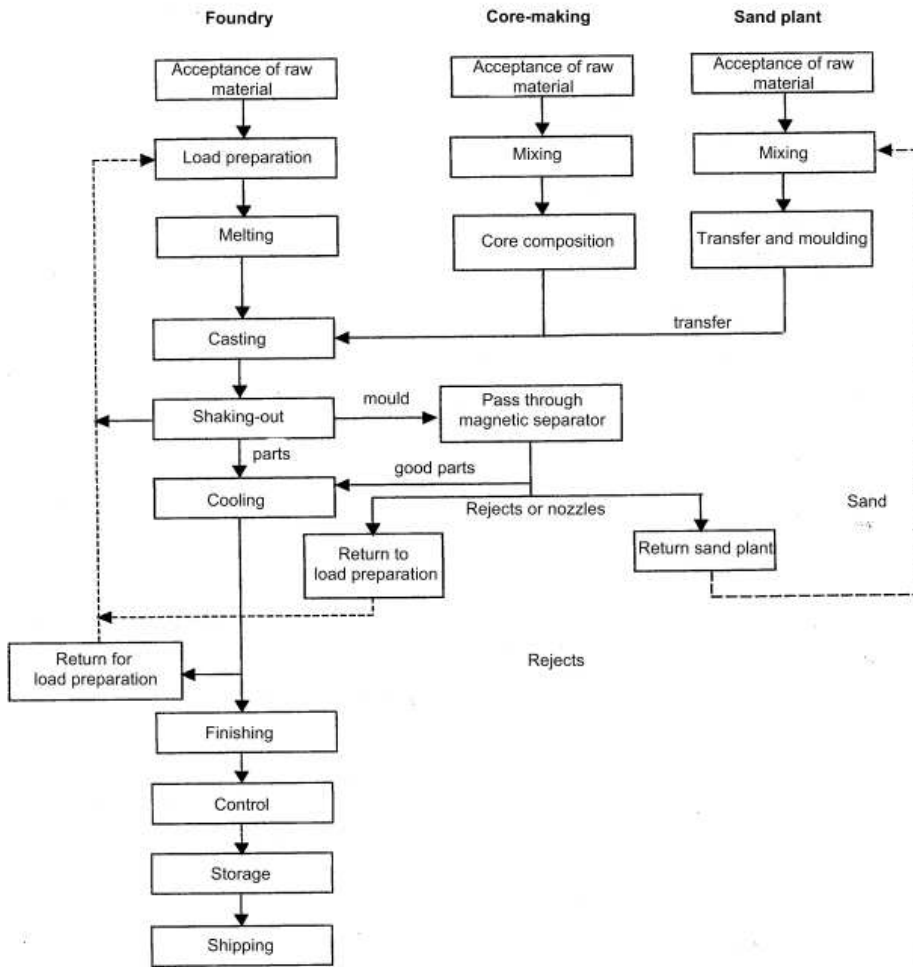 Foundry
Core-making
Sand plant
Acceptance of raw
material
Acceptance of raw
material
Acceptance of raw
material
Load preparation
Mixing
Mixing
Melting
Core composition
Transfer and moulding
Casting
transfer
Shaking-out
mould
Pass through
magnetic separator
parts
good parts
Cooling
Rejects or nozzles
Sand
Return to
load preparation
Return sand plant
Return for
load preparation
Rejects
Finishing
Control
Storage
Shipping